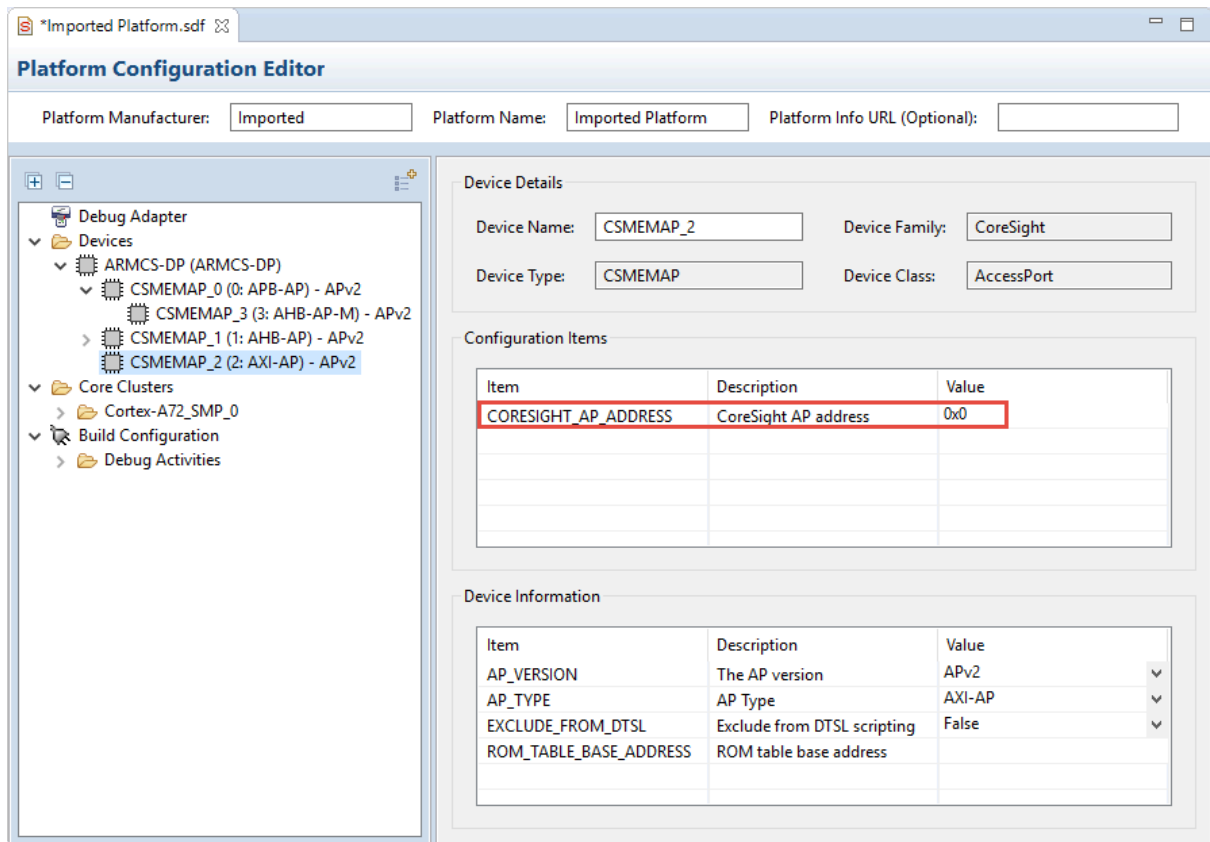 *Imported Platform.sdf
Platform Configuration Editor
Platform Manufacturer: Imported Platform Name: Imported Platform Platform Info URL (Optional):
Debug Adapter
Devices
ARMCS-DP (ARMCS-DP)
CSMEMAP_0 (0: APB-AP) - APv2
CSMEMAP_3 (3: AHB-AP-M) - APv2
CSMEMAP_1 (1: AHB-AP) - APv2
CSMEMAP_2 (2: AXI-AP) - APv2
Core Clusters
Cortex-A72_SMP_0
Build Configuration
Debug Activities
Device Details
Device Name: CSMEMAP_2 Device Family: CoreSight
Device Type: CSMEMAP Device Class: AccessPort
Configuration Items
Item Description Value
CORESIGHT_AP_ADDRESS CoreSight AP address 0x0
Device Information
Item Description Value
AP_VERSION The AP version APv2
AP_TYPE AP Type AXI-AP
EXCLUDE_FROM_DTSL Exclude from DTSL scripting False
ROM_TABLE_BASE_ADDRESS ROM table base address